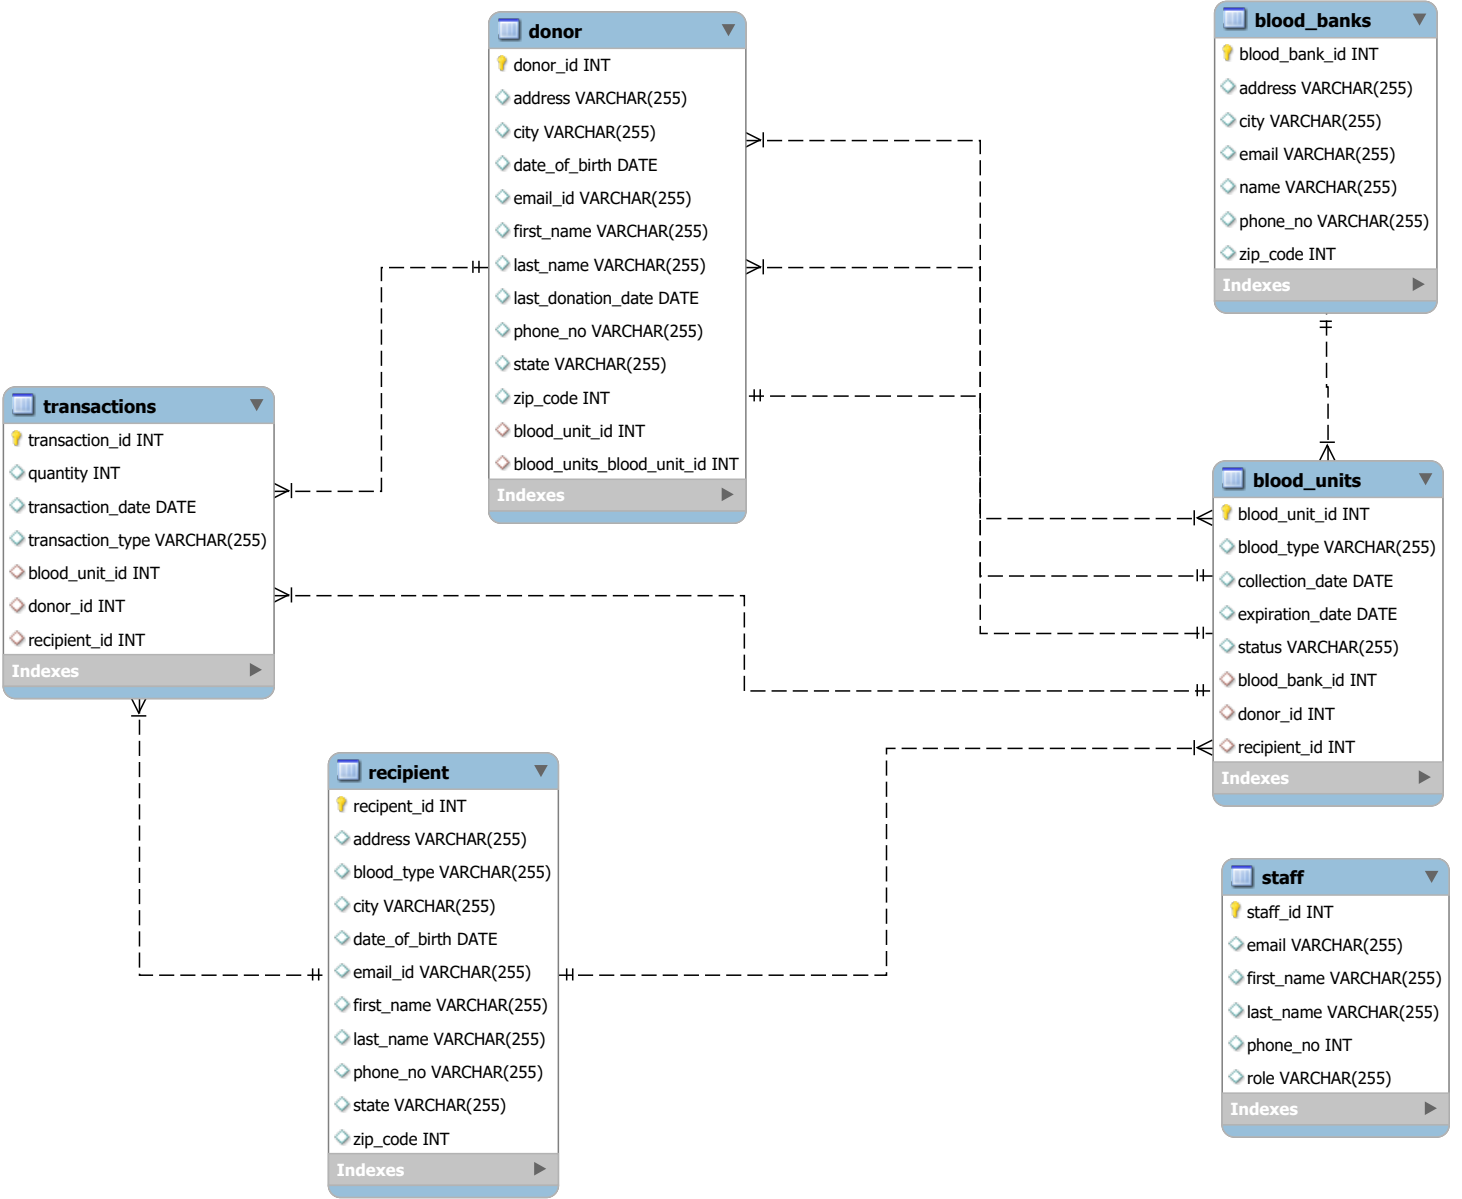 donor
donor_id INT
address VARCHAR(255)
city VARCHAR(255)
date_of_birth DATE
email_id VARCHAR(255)
first_name VARCHAR(255)
last_name VARCHAR(255)
last_donation_date DATE
phone_no VARCHAR(255)
state VARCHAR(255)
zip_code INT
blood_unit_id INT
blood_units_blood_unit_id INT
Indexes
blood_banks
blood_bank_id INT
address VARCHAR(255)
city VARCHAR(255)
email VARCHAR(255)
name VARCHAR(255)
phone_no VARCHAR(255)
zip_code INT
Indexes
transactions
transaction_id INT
quantity INT
transaction_date DATE
transaction_type VARCHAR(255)
blood_unit_id INT
donor_id INT
recipient_id INT
Indexes
blood_units
blood_unit_id INT
blood_type VARCHAR(255)
collection_date DATE
expiration_date DATE
status VARCHAR(255)
blood_bank_id INT
donor_id INT
recipient_id INT
Indexes
recipient
recipent_id INT
address VARCHAR(255)
blood_type VARCHAR(255)
city VARCHAR(255)
date_of_birth DATE
email_id VARCHAR(255)
first_name VARCHAR(255)
last_name VARCHAR(255)
phone_no VARCHAR(255)
state VARCHAR(255)
zip_code INT
Indexes
staff
staff_id INT
email VARCHAR(255)
first_name VARCHAR(255)
last_name VARCHAR(255)
phone_no INT
role VARCHAR(255)
Indexes